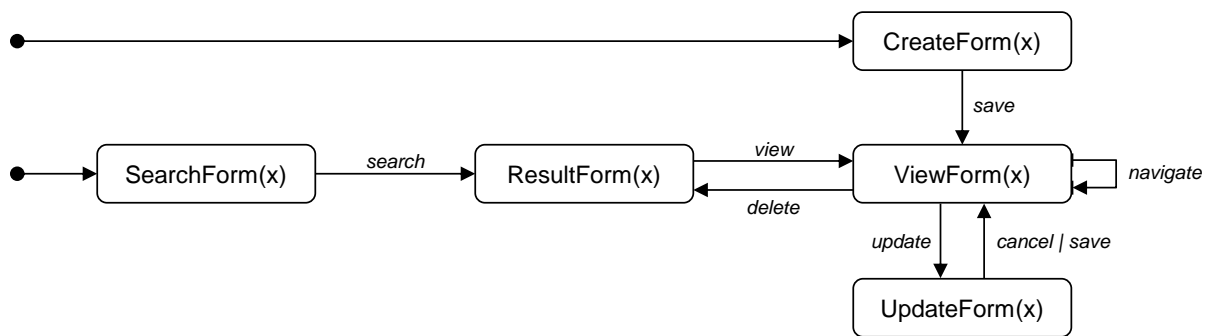 CreateForm(x)
save
SearchForm(x)
search
ResultForm(x)
view
delete
ViewForm(x)
navigate
update
cancel | save
UpdateForm(x)